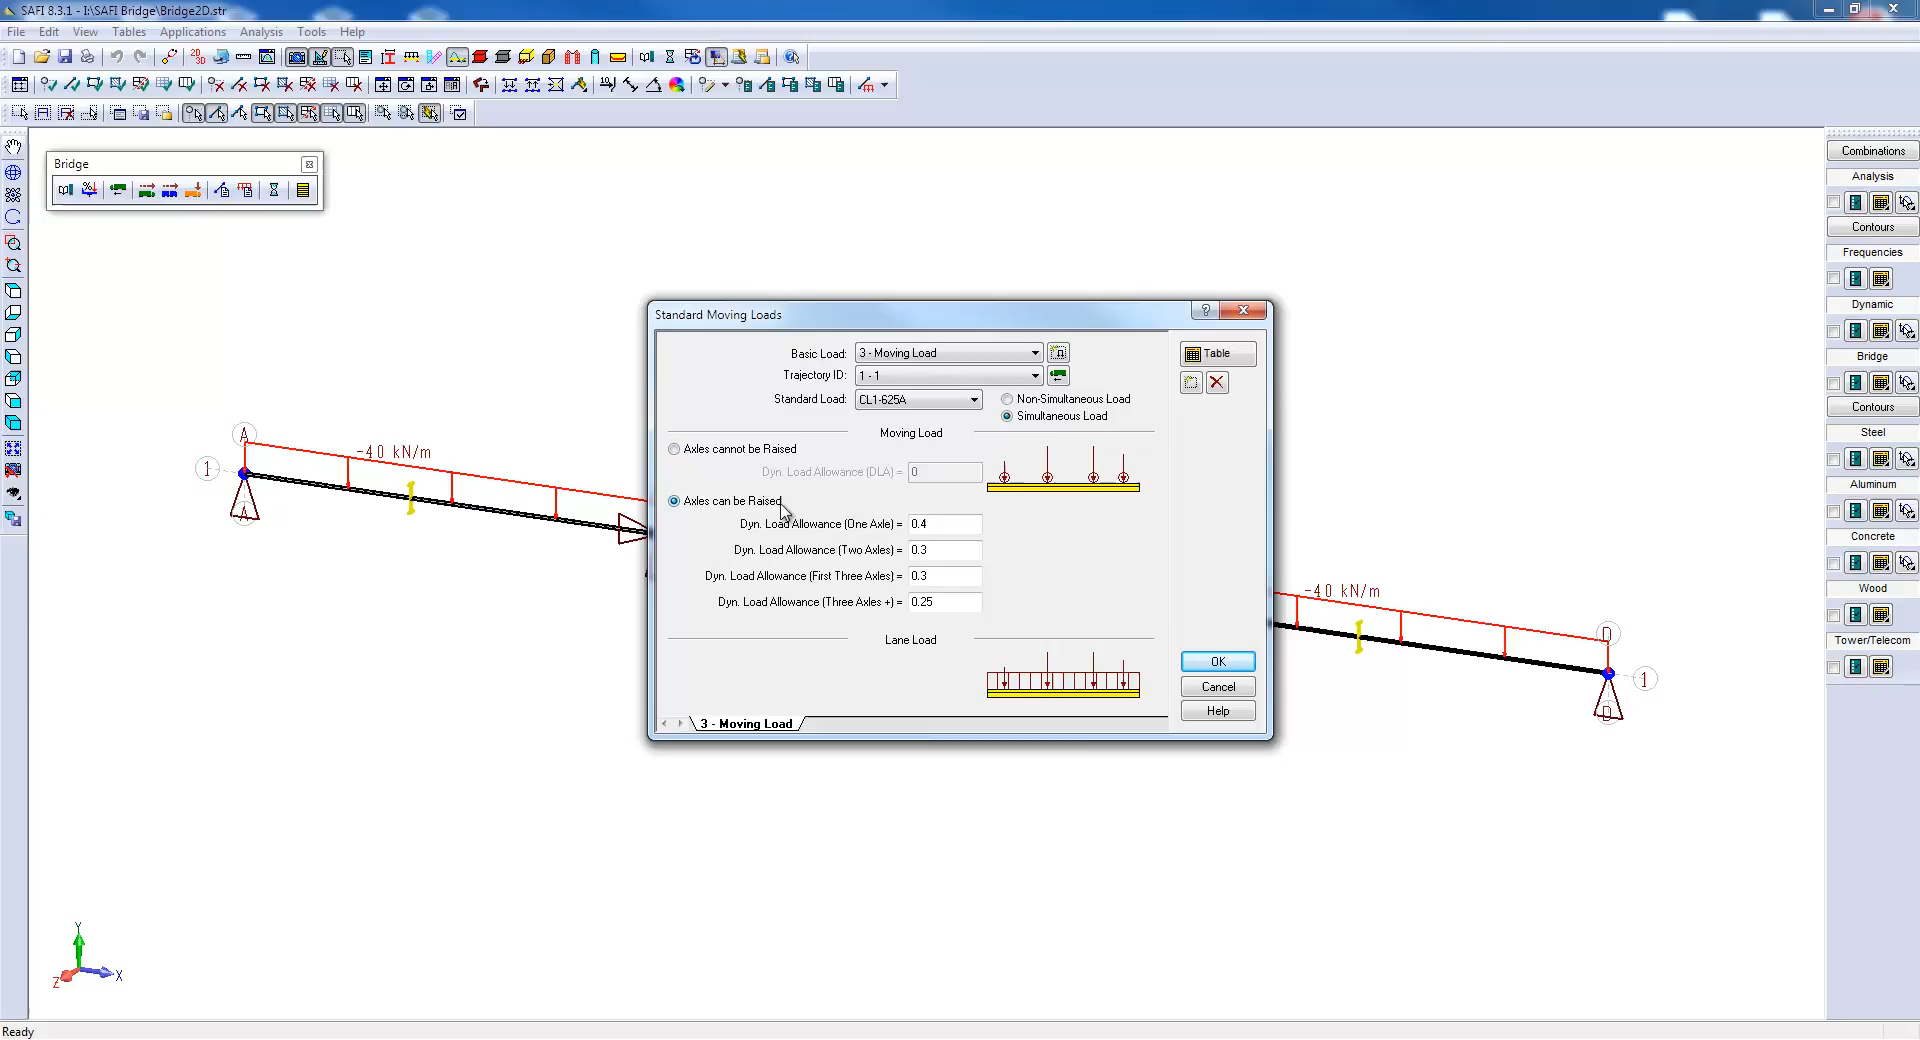 SAFI 8.3.1 - I:\SAFI Bridge\Bridge2D.str
File Edit View Tables Applications Analysis Tools Help
Bridge
Combinations
Analysis
Contours
Frequencies
Dynamic
Bridge
Contours
Steel
Aluminum
Concrete
Wood
Tower/Telecom
Standard Moving Loads
Basic Load: 3 - Moving Load
Table
Trajectory ID: 1 - 1
Standard Load: CL1-625A
Non-Simultaneous Load
Simultaneous Load
Moving Load
Axles cannot be Raised
Dyn. Load Allowance (DLA) = 0
Axles can be Raised
Dyn. Load Allowance (One Axle) = 0.4
Dyn. Load Allowance (Two Axles) = 0.3
Dyn. Load Allowance (First Three Axles) = 0.3
Dyn. Load Allowance (Three Axles +) = 0.25
Lane Load
OK
Cancel
Help
3 - Moving Load
A
-40 kN/m
1
A
-40 kN/m
D
1
D
Y
X
Z
Ready